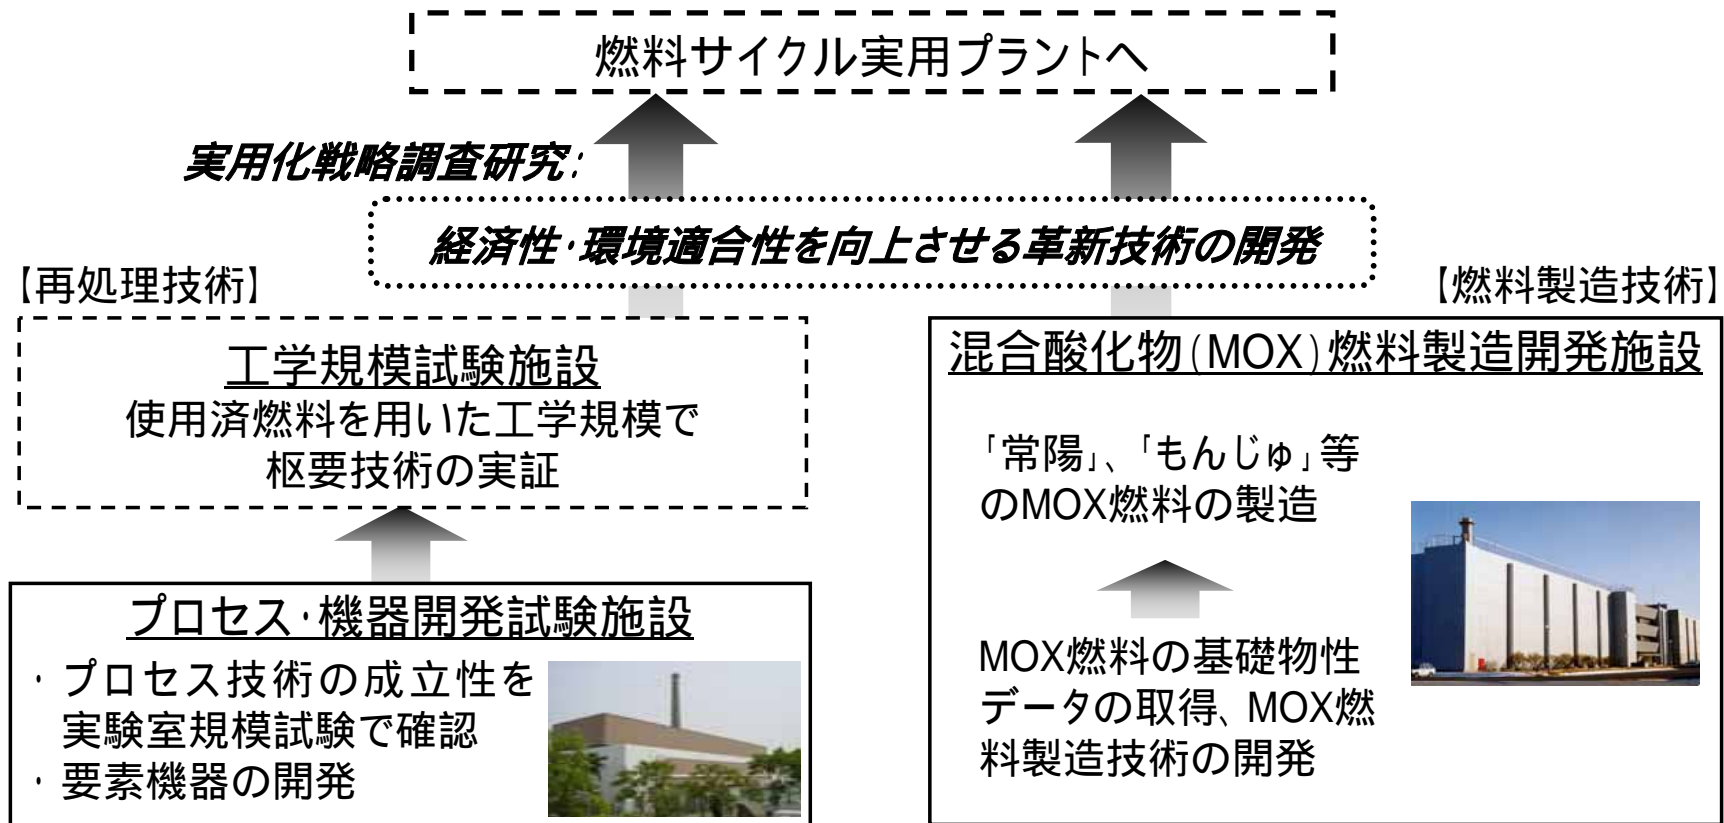 燃料サイクル実用プラントへ
実用化戦略調査研究:
経済性・環境適合性を向上させる革新技術の開発
【再処理技術】
工学規模試験施設
使用済燃料を用いた工学規模で
枢要技術の実証
プロセス・機器開発試験施設
・プロセス技術の成立性を
実験室規模試験で確認
・要素機器の開発
【燃料製造技術】
混合酸化物(MOX)燃料製造開発施設
「常陽」、「もんじゅ」等
のMOX燃料の製造
MOX燃料の基礎物性
データの取得、MOX燃
料製造技術の開発